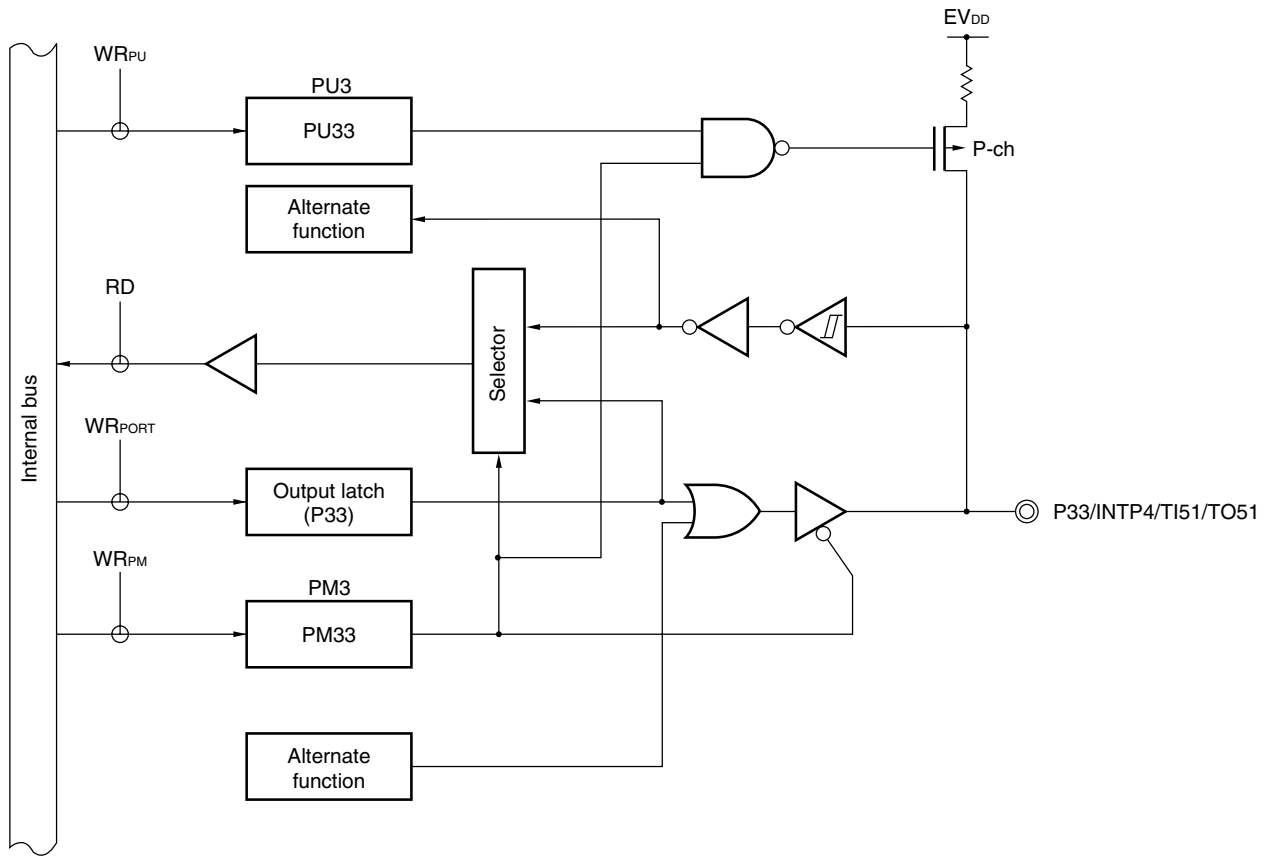 EVDD
WRPU
PU3
PU33
P-ch
Alternate
function
RD
Selector
Internal bus
WRPORT
Output latch
(P33)
P33/INTP4/TI51/TO51
WRPM
PM3
PM33
Alternate
function